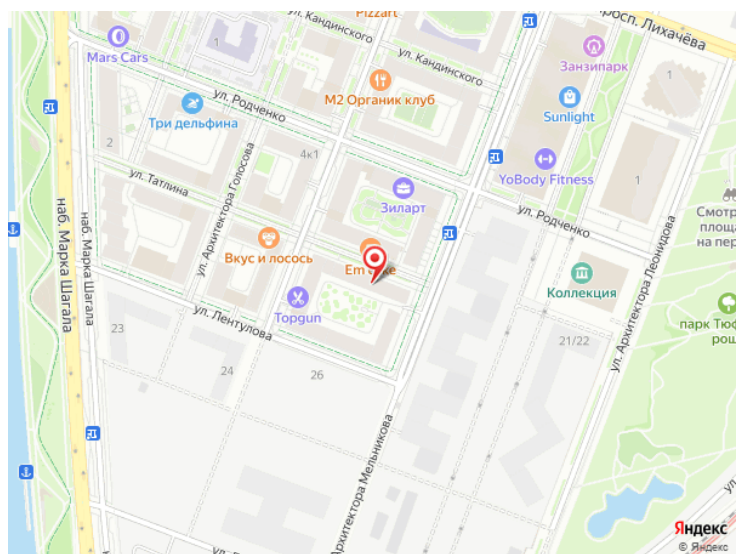 Pizzart
просп. Лихачёва
ул. Кандинского
Mars Cars
1
Занзипарк
ул. Кандинского
1
М2 Органик клуб
ул. Родченко
Sunlight
Три дельфина
2
4к1
YoBody Fitness
1
ул. Татлина
ул. Архитектора Голосова
Зиларт
ул. Родченко
Смотр
площа
на пер
наб. Марка Шагала
наб. Марка Шагала
Вкус и лосось
Коллекция
ул. Архитектора Леонидова
Topgun
ул. Лентулова
парк Тюф
рощ
23
24
26
21/22
ул. Архитектора Мельникова
Яндекс
© Яндекс